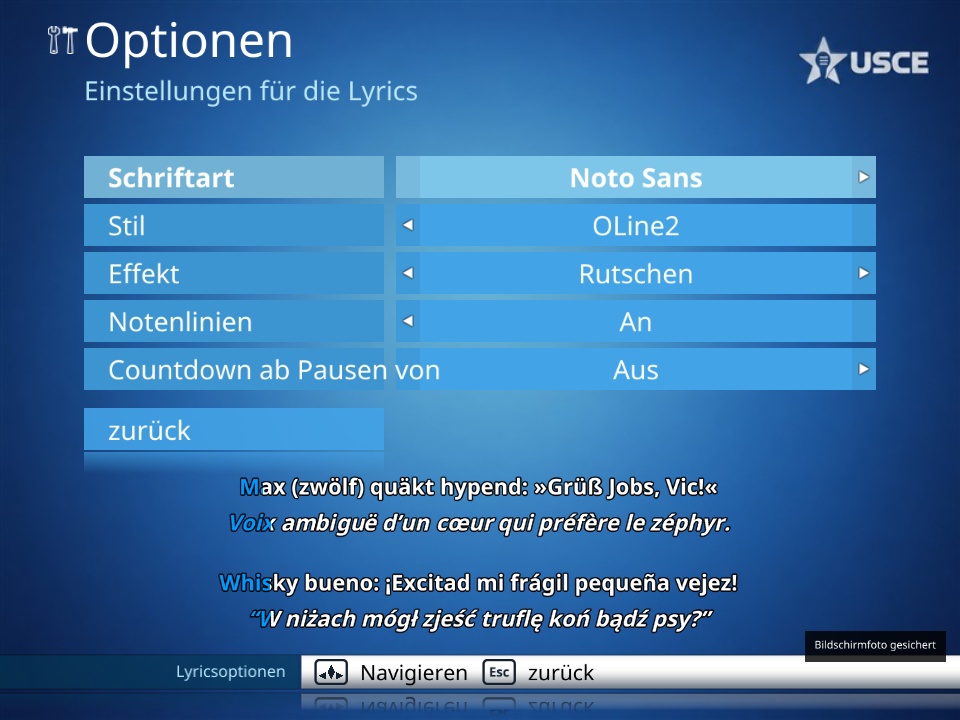 Optionen
USCE
Einstellungen für die Lyrics
Schriftart Noto Sans
Stil OLine2
Effekt Rutschen
Notenlinien An
Countdown ab Pausen von Aus
zurück
Max (zwölf) quäkt hypend: »Grüß Jobs, Vic!«
Voix ambiguë d’un cœur qui préfère le zéphyr.
Whisky bueno: ¡Excitad mi frágil pequeña vejez!
“W niżach mógł zjeść truflę koń bądź psy?”
Bildschirmfoto gesichert
Lyricsoptionen Navigieren Esc zurück